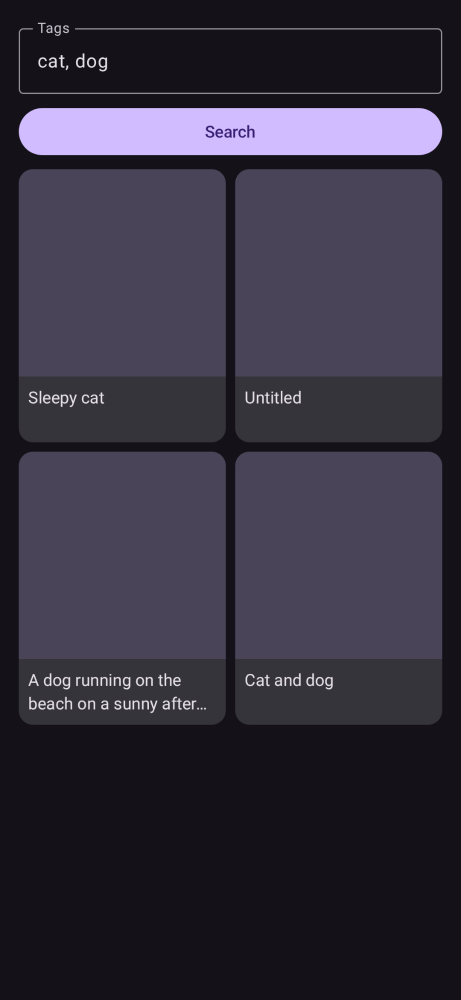 Tags
cat, dog
Search
Sleepy cat
Untitled
A dog running on the
beach on a sunny after…
Cat and dog